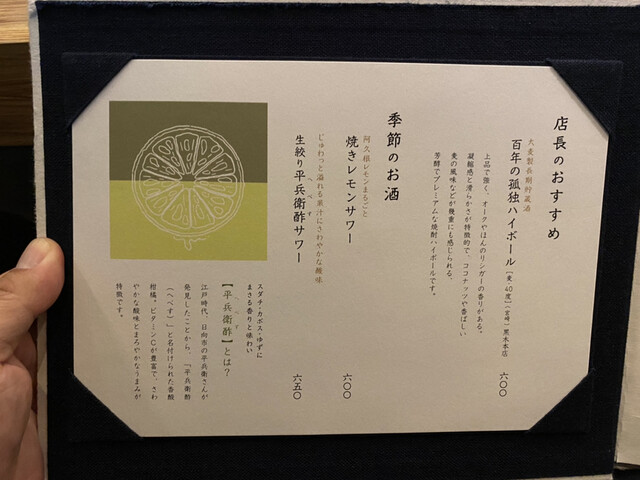 店長のおすすめ
大麦製長期貯蔵酒
百年の孤独ハイボール［麦 40度］（宮崎）黒木本店
六〇〇
上品で強く、オークやほんのリンガーの香りがある。
凝縮感と滑らかさが特徴的で、ココナッツや香ばしい
麦の風味などが幾重にも感じられる、
芳醇でプレミアムな焼酎ハイボールです。
季節のお酒
阿久根レモンまるごと
焼きレモンサワー
六〇〇
じゅわっと溢れる果汁にさわやかな酸味
へべす
生絞り平兵衛酢サワー
六五〇
スダチ・カボス・ゆずに
まさる香りと味わい
へべず
【平兵衛酢】とは？
江戸時代、日向市の平兵衛さんが
発見したことから、「平兵衛酢
（へべす）」と名付けられた香酸
柑橘。ビタミンCが豊富で、さわ
やかな酸味とまろやかなうまみが
特徴です。